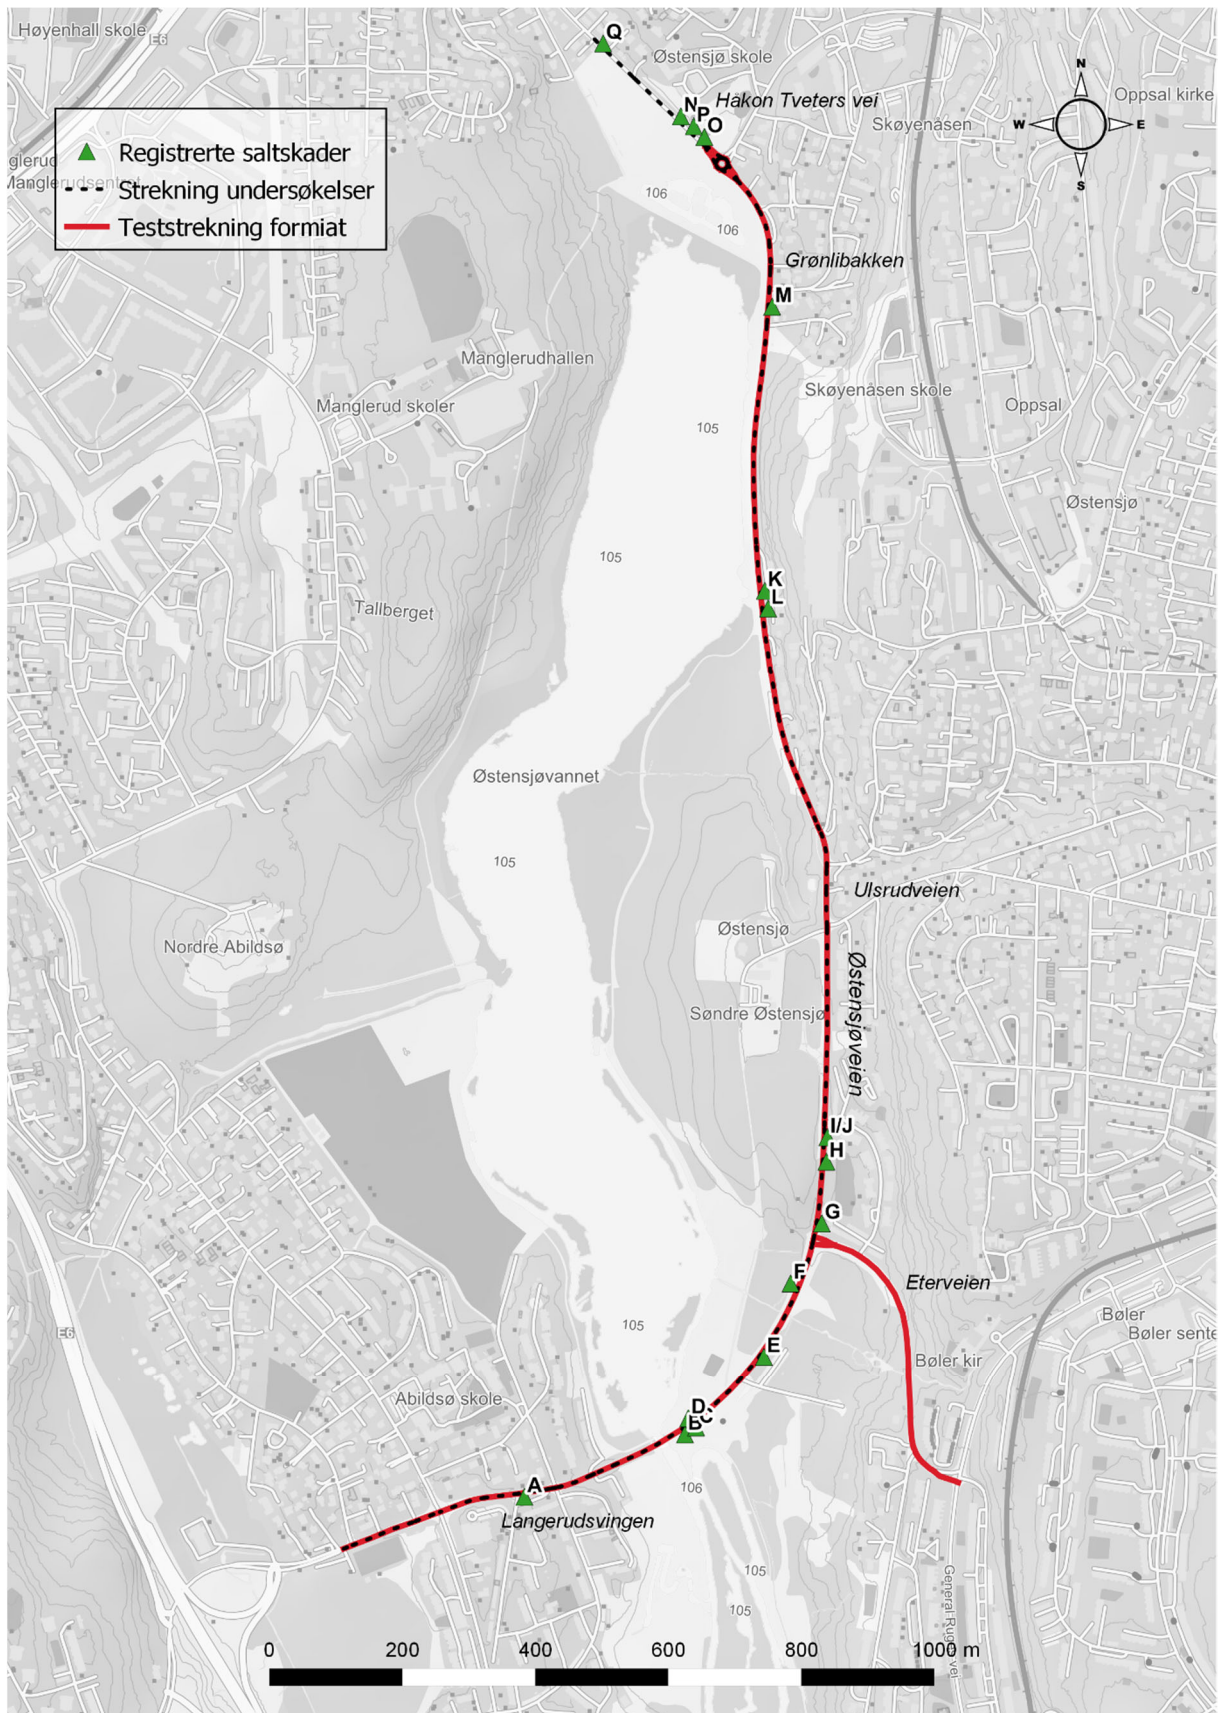 Høyenhall skole
E6
Q
Østensjø skole
N
Oppsal kirke
N
P
O
Håkon Tveters vei
Skøyenåsen
W
E
S
Registrerte saltskader
Strekning undersøkelser
Teststrekning formiat
glerud
Manglerudsent
106
106
Grønlibakken
M
Manglerudhallen
Manglerud skoler
Skøyenåsen skole
Oppsal
105
Østensjø
105
K
L
Tallberget
Østensjøvannet
105
Ulsrudveien
Østensjø
Nordre Abildsø
Østensjøveien
Søndre Østensjø
I/J
H
G
F
Eterveien
E6
105
Bøler
Bøler sente
E
Bøler kir
Abildsø skole
D
B
C
A
106
Langerudsvingen
105
105
General Ruges vei
0 200 400 600 800 1000 m